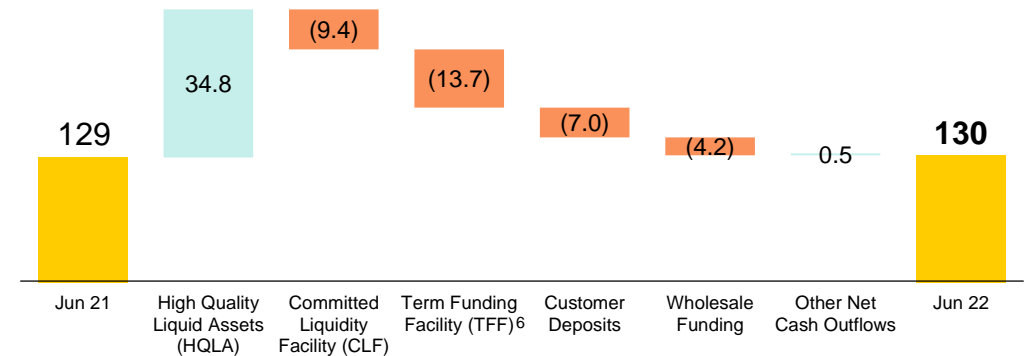 (9.4)
34.8
(13.7)
(7.0)
129
130
(4.2)
0.5
Jun 21
High Quality
Liquid Assets
(HQLA)
Committed
Liquidity
Facility (CLF)
Term Funding
Facility (TFF)6
Customer
Deposits
Wholesale
Funding
Other Net
Cash Outflows
Jun 22